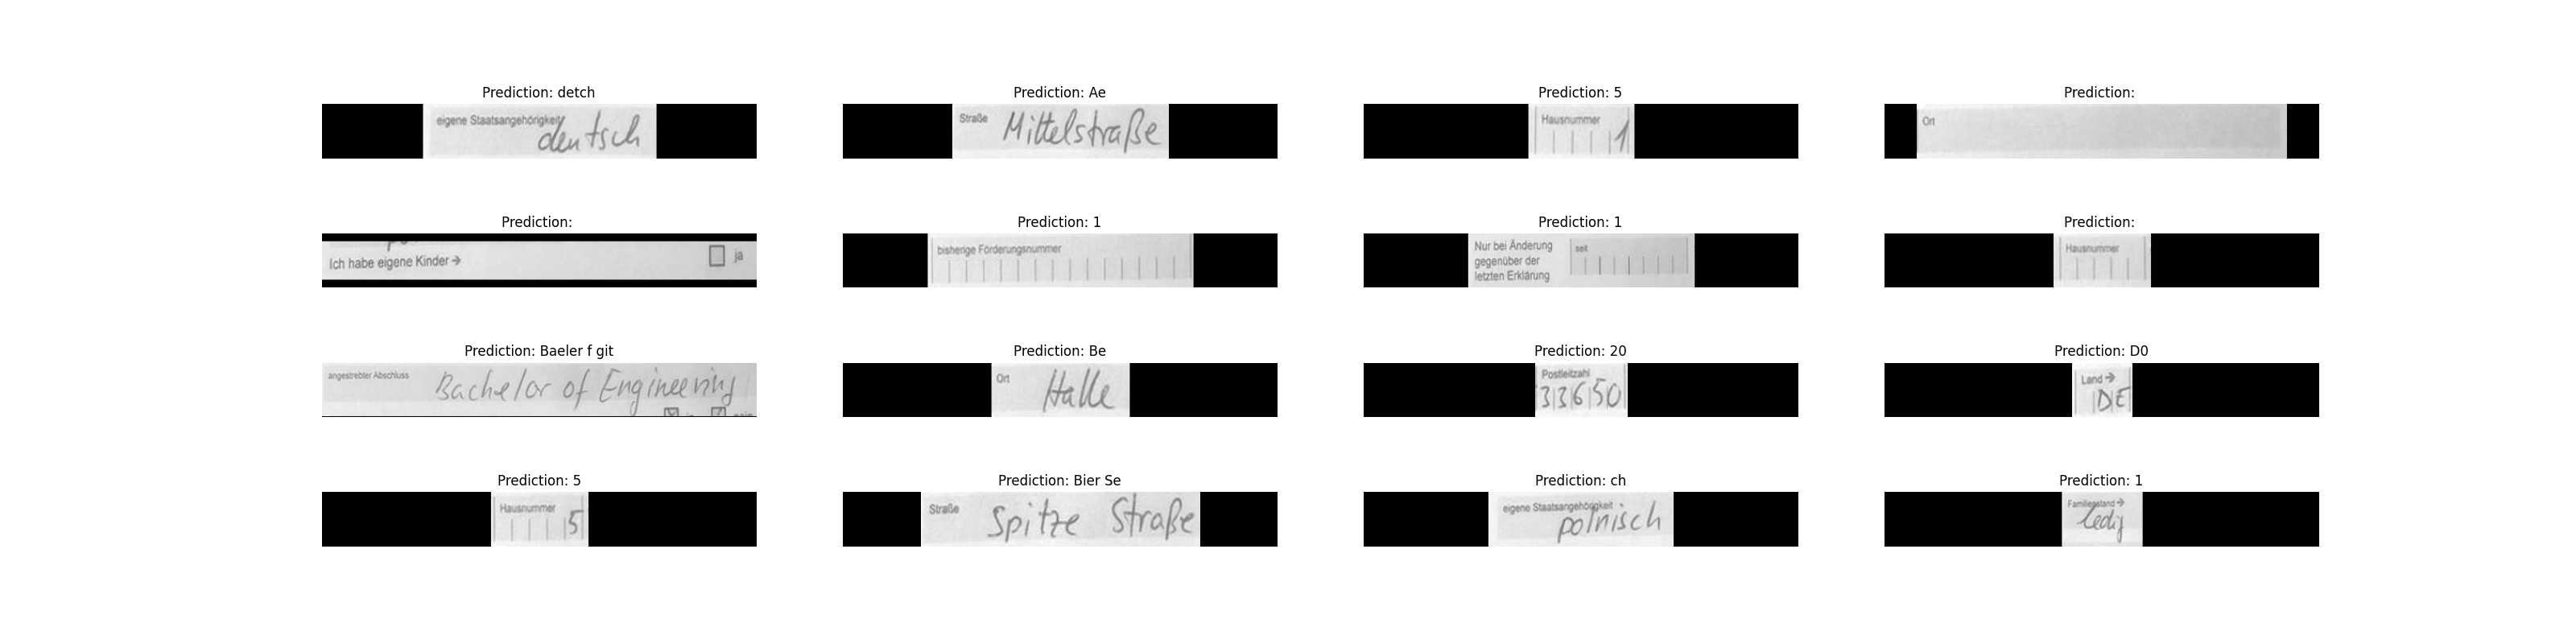 Prediction: detch
eigene Staatsangehörigkeit
deutsch
Prediction: Ae
Straße
Mittelstraße
Prediction: 5
Hausnummer
1
Prediction:
Ort
Prediction:
Ich habe eigene Kinder →
ja
Prediction: 1
bisherige Förderungsnummer
Prediction: 1
Nur bei Änderung seit
gegenüber der
letzten Erklärung
Prediction:
Hausnummer
Prediction: Baeler f git
angestrebter Abschluss
Bachelor of Engineering
Prediction: Be
Ort
Halle
Prediction: 20
Postleitzahl
33650
Prediction: D0
Land →
DE
Prediction: 5
Hausnummer
5
Prediction: Bier Se
Straße
Spitze Straße
Prediction: ch
eigene Staatsangehörigkeit
polnisch
Prediction: 1
Familienstand →
ledig